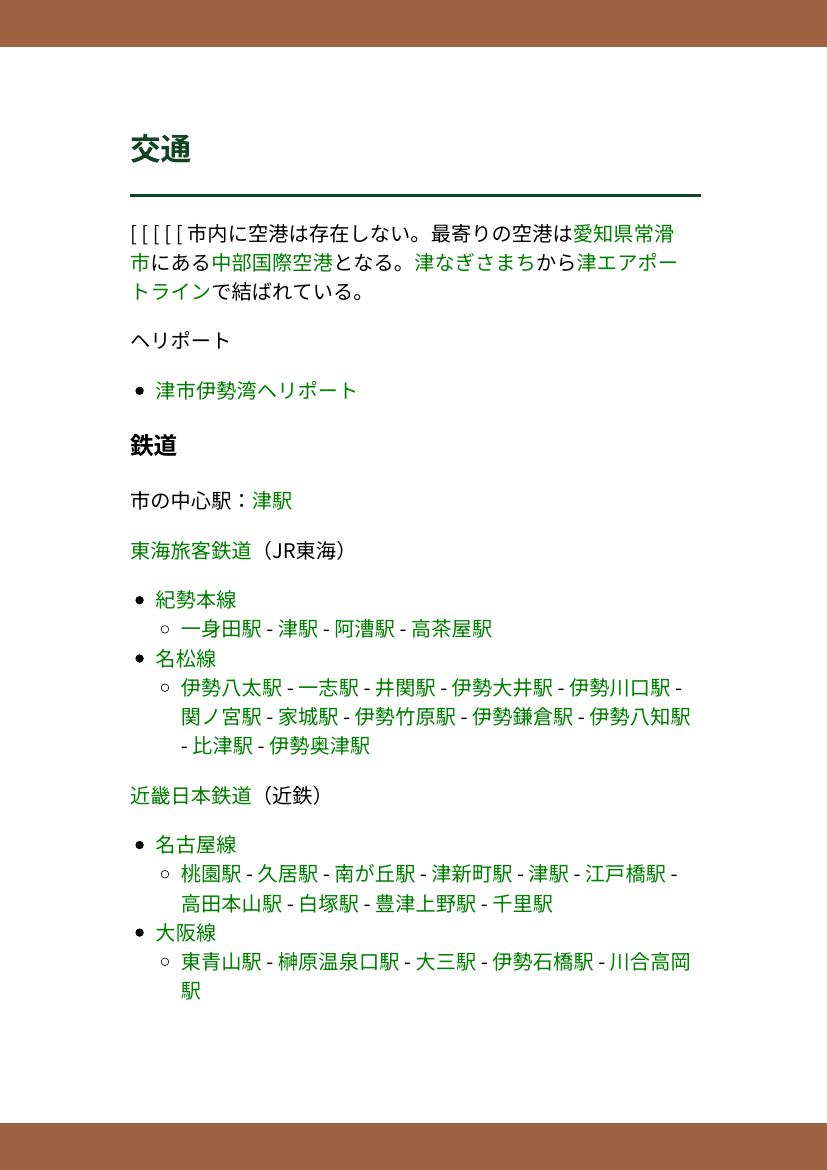 交通
[ [ [ [ [ 市内に空港は存在しない。最寄りの空港は愛知県常滑
市にある中部国際空港となる。津なぎさまちから津エアポー
トラインで結ばれている。
ヘリポート
• 津市伊勢湾ヘリポート
鉄道
市の中心駅：津駅
東海旅客鉄道（JR東海）
• 紀勢本線
◦ 一身田駅 - 津駅 - 阿漕駅 - 高茶屋駅
• 名松線
◦ 伊勢八太駅 - 一志駅 - 井関駅 - 伊勢大井駅 - 伊勢川口駅 -
関ノ宮駅 - 家城駅 - 伊勢竹原駅 - 伊勢鎌倉駅 - 伊勢八知駅
- 比津駅 - 伊勢奥津駅
近畿日本鉄道（近鉄）
• 名古屋線
◦ 桃園駅 - 久居駅 - 南が丘駅 - 津新町駅 - 津駅 - 江戸橋駅 -
高田本山駅 - 白塚駅 - 豊津上野駅 - 千里駅
• 大阪線
◦ 東青山駅 - 榊原温泉口駅 - 大三駅 - 伊勢石橋駅 - 川合高岡
駅